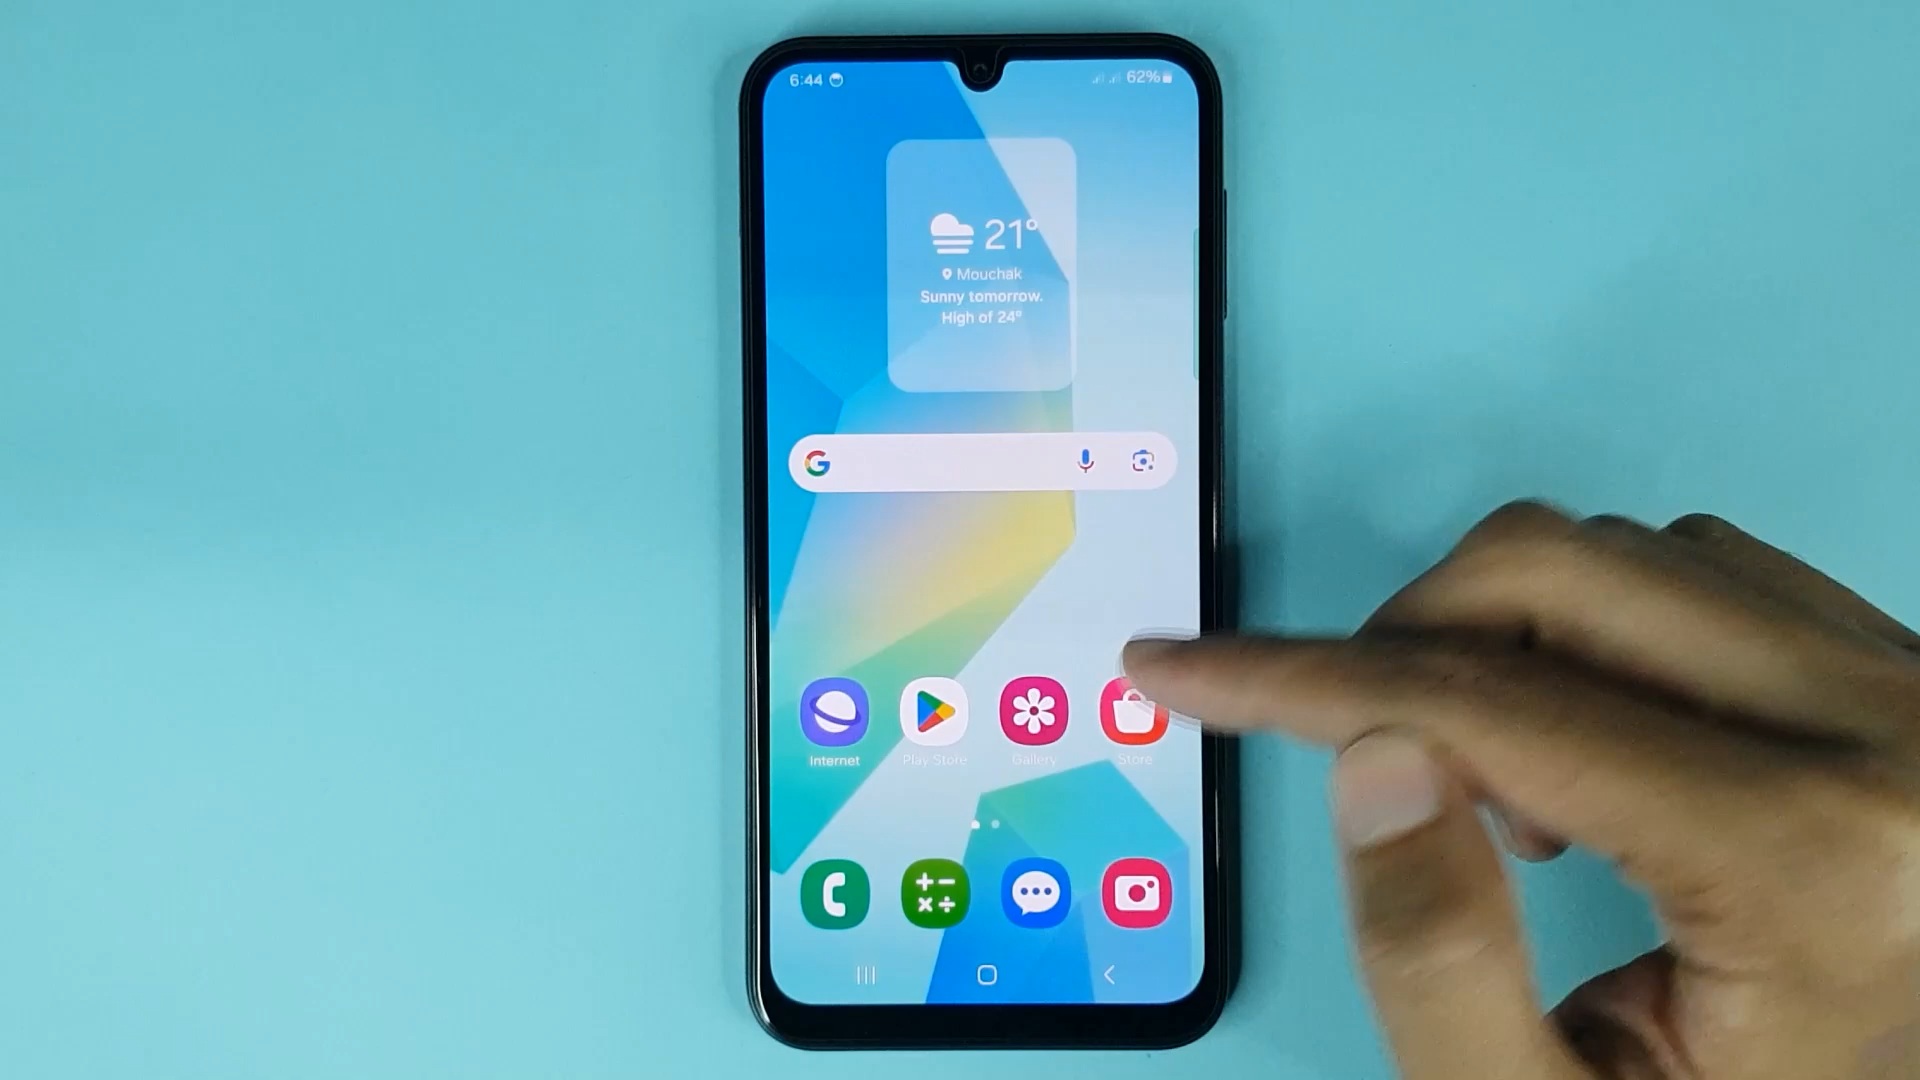 6:44
62%
21°
Mouchak
Sunny tomorrow.
High of 24°
Internet
Play Store
Gallery
Store